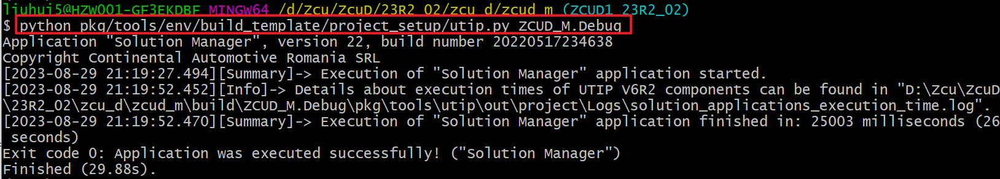 liuhui5@HZW001-GF3EKDBF MINGW64 /d/Zcu/ZcuD/23R2_02/zcu_d/zcud_m (ZCUD1_23R2_02)
$ python pkg/tools/env/build_template/project_setup/utip.py ZCUD_M.Debug
Application "Solution Manager", version 22, build number 20220517234638
Copyright Continental Automotive Romania SRL
[2023-08-29 21:19:27.494][Summary]-> Execution of "Solution Manager" application started.
[2023-08-29 21:19:52.452][Info]-> Details about execution times of UTIP V6R2 components can be found in "D:\Zcu\ZcuD
\23R2_02\zcu_d\zcud_m\build\ZCUD_M.Debug\pkg\tools\utip\out\project\Logs\solution_applications_execution_time.log".
[2023-08-29 21:19:52.470][Summary]-> Execution of "Solution Manager" application finished in: 25003 milliseconds (26
 seconds)
Exit code 0: Application was executed successfully! ("Solution Manager")
Finished (29.88s).